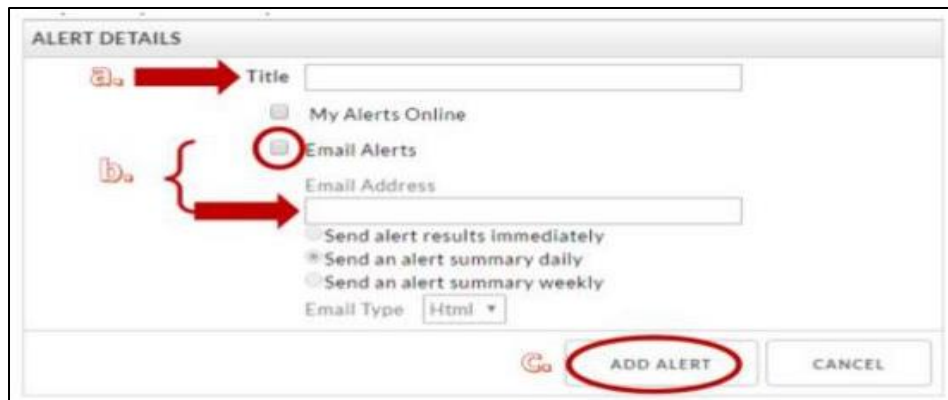 ALERT DETAILS
a. Title
My Alerts Online
b. Email Alerts
Email Address
Send alert results immediately
Send an alert summary daily
Send an alert summary weekly
Email Type Html
c. ADD ALERT CANCEL